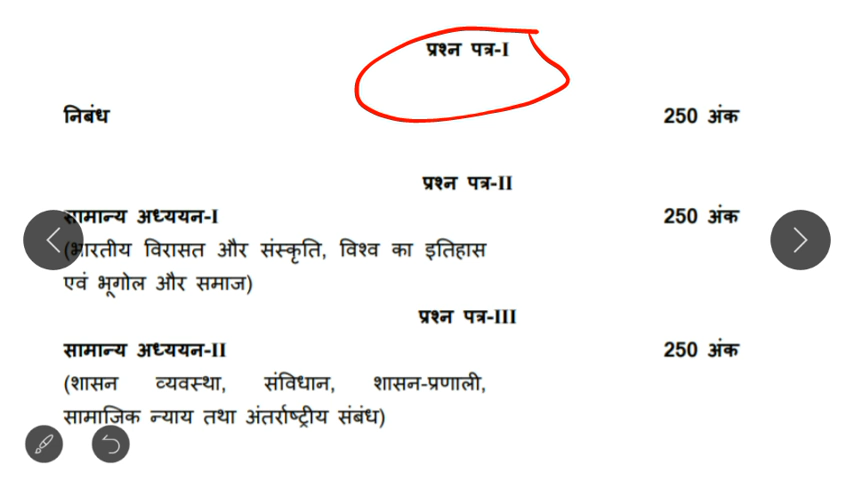 प्रश्न पत्र-I
निबंध 250 अंक
प्रश्न पत्र-II
सामान्य अध्ययन-I 250 अंक
(भारतीय विरासत और संस्कृति, विश्व का इतिहास
एवं भूगोल और समाज)
प्रश्न पत्र-III
सामान्य अध्ययन-II 250 अंक
(शासन व्यवस्था, संविधान, शासन-प्रणाली,
सामाजिक न्याय तथा अंतर्राष्ट्रीय संबंध)